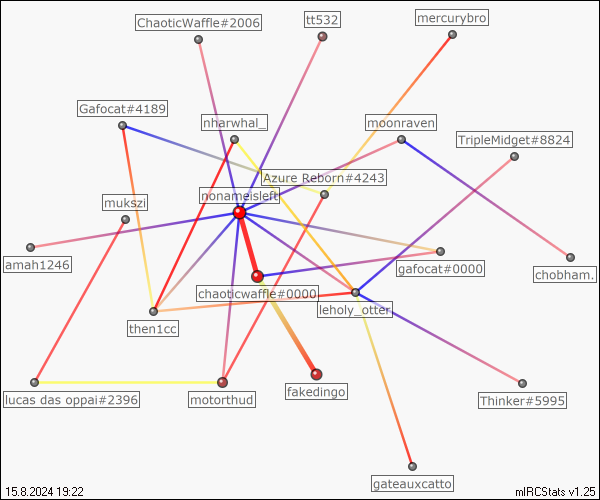 ChaoticWaffle#2006
tt532
mercurybro
Gafocat#4189
nharwhal_
moonraven
TripleMidget#8824
Azure Reborn#4243
nonameisleft
mukszi
amah1246
gafocat#0000
chobham.
chaoticwaffle#0000
leholy_otter
then1cc
lucas das oppai#2396
motorthud
fakedingo
Thinker#5995
gateauxcatto
15.8.2024 19:22
mIRCStats v1.25